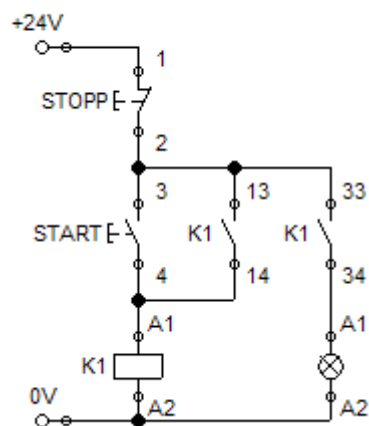 +24V
1
STOPP
2
3 13 33
START K1 K1
4 14 34
A1 A1
K1
0V A2 A2